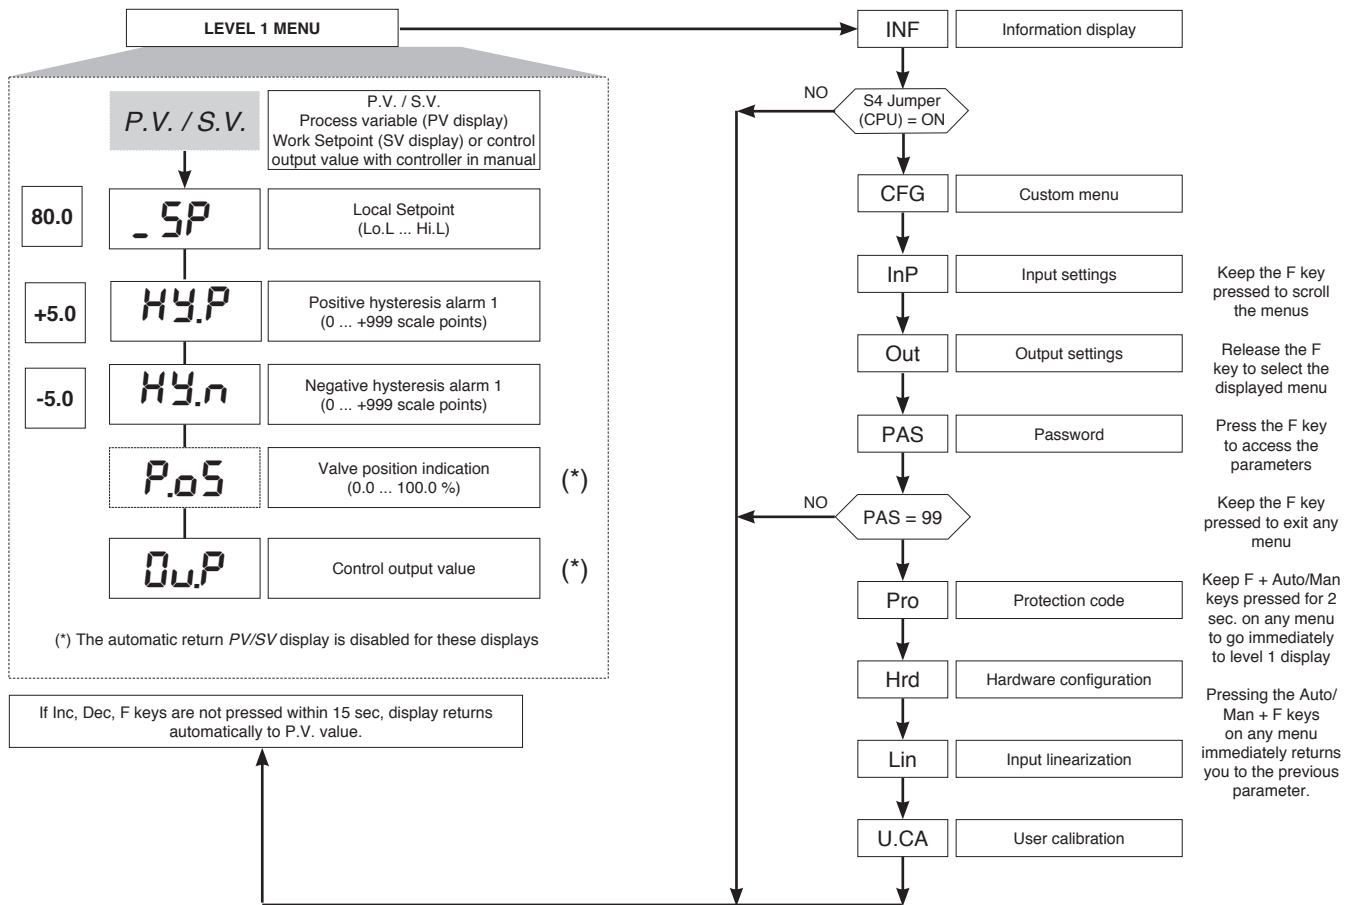 LEVEL 1 MENU
P.V. / S.V.
P.V. / S.V.
Process variable (PV display)
Work Setpoint (SV display) or control
output value with controller in manual
80.0
_SP
Local Setpoint
(Lo.L ... Hi.L)
+5.0
HY.P
Positive hysteresis alarm 1
(0 ... +999 scale points)
-5.0
HY.n
Negative hysteresis alarm 1
(0 ... +999 scale points)
P.oS
Valve position indication
(0.0 ... 100.0 %)
(*)
Ou.P
Control output value
(*)
(*) The automatic return PV/SV display is disabled for these displays
If Inc, Dec, F keys are not pressed within 15 sec, display returns
automatically to P.V. value.
INF
Information display
NO
S4 Jumper
(CPU) = ON
CFG
Custom menu
InP
Input settings
Out
Output settings
PAS
Password
NO
PAS = 99
Pro
Protection code
Hrd
Hardware configuration
Lin
Input linearization
U.CA
User calibration
Keep the F key
pressed to scroll
the menus
Release the F
key to select the
displayed menu
Press the F key
to access the
parameters
Keep the F key
pressed to exit any
menu
Keep F + Auto/Man
keys pressed for 2
sec. on any menu
to go immediately
to level 1 display
Pressing the Auto/
Man + F keys
on any menu
immediately returns
you to the previous
parameter.